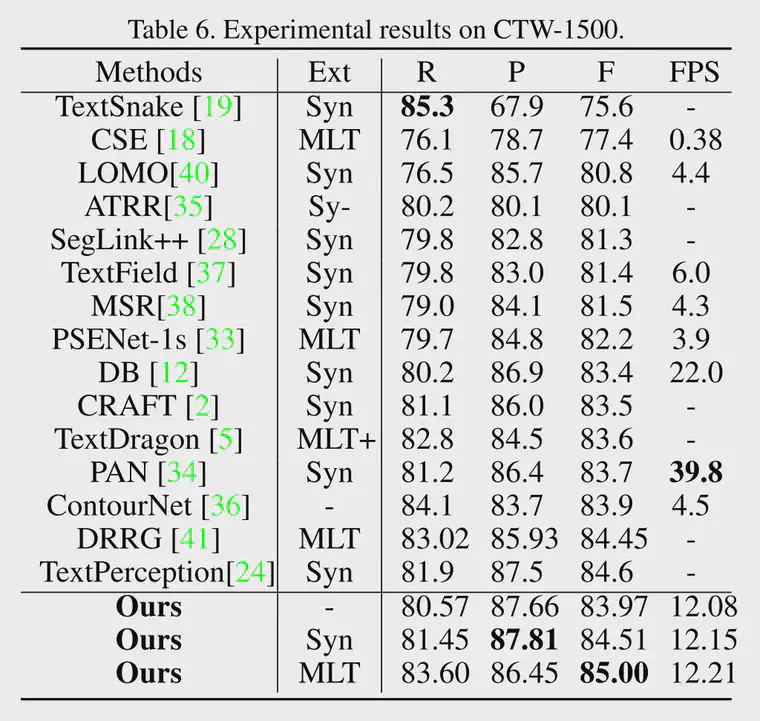 Table 6. Experimental results on CTW-1500.
Methods Ext R P F FPS
TextSnake [19] Syn 85.3 67.9 75.6 -
CSE [18] MLT 76.1 78.7 77.4 0.38
LOMO[40] Syn 76.5 85.7 80.8 4.4
ATRR[35] Sy- 80.2 80.1 80.1 -
SegLink++ [28] Syn 79.8 82.8 81.3 -
TextField [37] Syn 79.8 83.0 81.4 6.0
MSR[38] Syn 79.0 84.1 81.5 4.3
PSENet-1s [33] MLT 79.7 84.8 82.2 3.9
DB [12] Syn 80.2 86.9 83.4 22.0
CRAFT [2] Syn 81.1 86.0 83.5 -
TextDragon [5] MLT+ 82.8 84.5 83.6 -
PAN [34] Syn 81.2 86.4 83.7 39.8
ContourNet [36] - 84.1 83.7 83.9 4.5
DRRG [41] MLT 83.02 85.93 84.45 -
TextPerception[24] Syn 81.9 87.5 84.6 -
Ours - 80.57 87.66 83.97 12.08
Ours Syn 81.45 87.81 84.51 12.15
Ours MLT 83.60 86.45 85.00 12.21